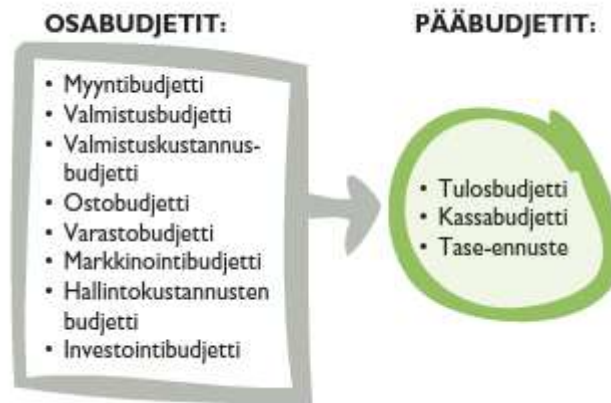 OSABUDJETIT:
• Myyntibudjetti
• Valmistusbudjetti
• Valmistuskustannus-
budjetti
• Ostobudjetti
• Varastobudjetti
• Markkinointibudjetti
• Hallintokustannusten
budjetti
• Investointibudjetti
PÄÄBUDJETIT:
• Tulosbudjetti
• Kassabudjetti
• Tase-ennuste